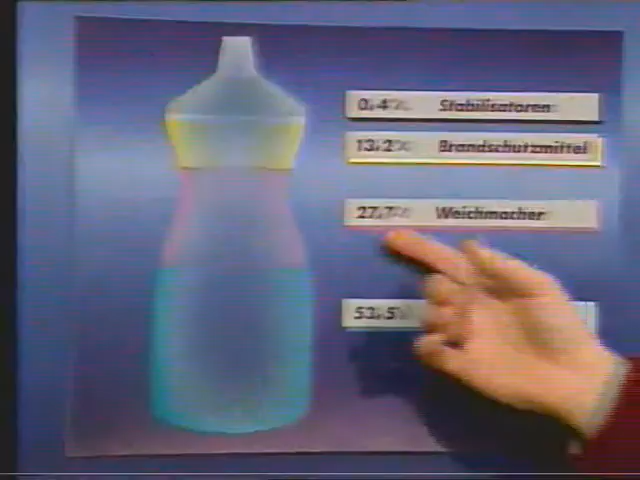 0,4% Stabilisatoren
13,2% Brandschutzmittel
27,7% Weichmacher
53,5%